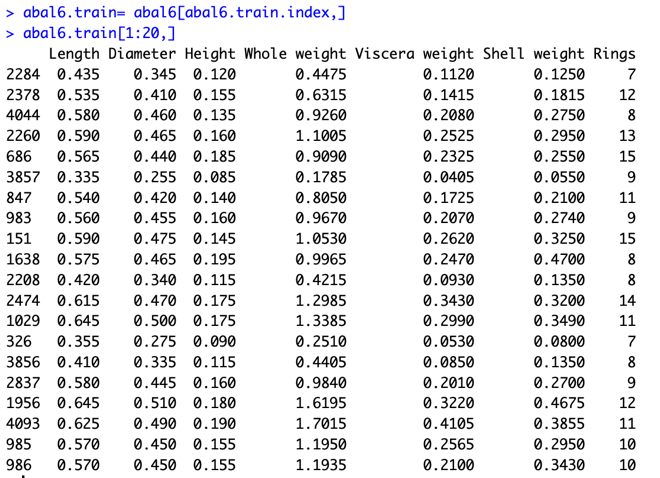 > abal6.train= abal6[abal6.train.index,]
> abal6.train[1:20,]
Length Diameter Height Whole weight Viscera weight Shell weight Rings
2284 0.435 0.345 0.120 0.4475 0.1120 0.1250 7
2378 0.535 0.410 0.155 0.6315 0.1415 0.1815 12
4044 0.580 0.460 0.135 0.9260 0.2080 0.2750 8
2260 0.590 0.465 0.160 1.1005 0.2525 0.2950 13
686 0.565 0.440 0.185 0.9090 0.2325 0.2550 15
3857 0.335 0.255 0.085 0.1785 0.0405 0.0550 9
847 0.540 0.420 0.140 0.8050 0.1725 0.2100 11
983 0.560 0.455 0.160 0.9670 0.2070 0.2740 9
151 0.590 0.475 0.145 1.0530 0.2620 0.3250 15
1638 0.575 0.465 0.195 0.9965 0.2470 0.4700 8
2208 0.420 0.340 0.115 0.4215 0.0930 0.1350 8
2474 0.615 0.470 0.175 1.2985 0.3430 0.3200 14
1029 0.645 0.500 0.175 1.3385 0.2990 0.3490 11
326 0.355 0.275 0.090 0.2510 0.0530 0.0800 7
3856 0.410 0.335 0.115 0.4405 0.0850 0.1350 8
2837 0.580 0.445 0.160 0.9840 0.2010 0.2700 9
1956 0.645 0.510 0.180 1.6195 0.3220 0.4675 12
4093 0.625 0.490 0.190 1.7015 0.4105 0.3855 11
985 0.570 0.450 0.155 1.1950 0.2565 0.2950 10
986 0.570 0.450 0.155 1.1935 0.2100 0.3430 10